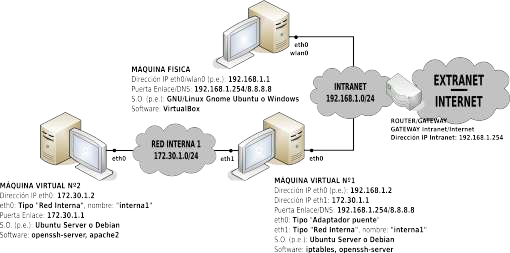 eth0
wlan0
MÁQUINA FÍSICA
Dirección IP eth0/wlan0 (p.e.): 192.168.1.1
Puerta Enlace/DNS: 192.168.1.254/8.8.8.8
S.O. (p.e.): GNU/Linux Gnome Ubuntu o Windows
Software: VirtualBox
INTRANET
192.168.1.0/24
EXTRANET
INTERNET
ROUTER/GATEWAY
GATEWAY Intranet/Internet
Dirección IP Intranet: 192.168.1.254
eth0
RED INTERNA 1
172.30.1.0/24
eth1
eth0
MÁQUINA VIRTUAL Nº2
Dirección IP eth0: 172.30.1.2
eth0: Tipo "Red Interna", nombre: "interna1"
Puerta Enlace: 172.30.1.1
S.O. (p.e.): Ubuntu Server o Debian
Software: openssh-server, apache2
MÁQUINA VIRTUAL Nº1
Dirección IP eth0 (p.e.): 192.168.1.2
Dirección IP eth1: 172.30.1.1
Puerta Enlace/DNS: 192.168.1.254/8.8.8.8
eth0: Tipo "Adaptador puente"
eth1: Tipo "Red Interna", nombre: "interna1"
S.O. (p.e.): Ubuntu Server o Debian
Software: iptables, openssh-server